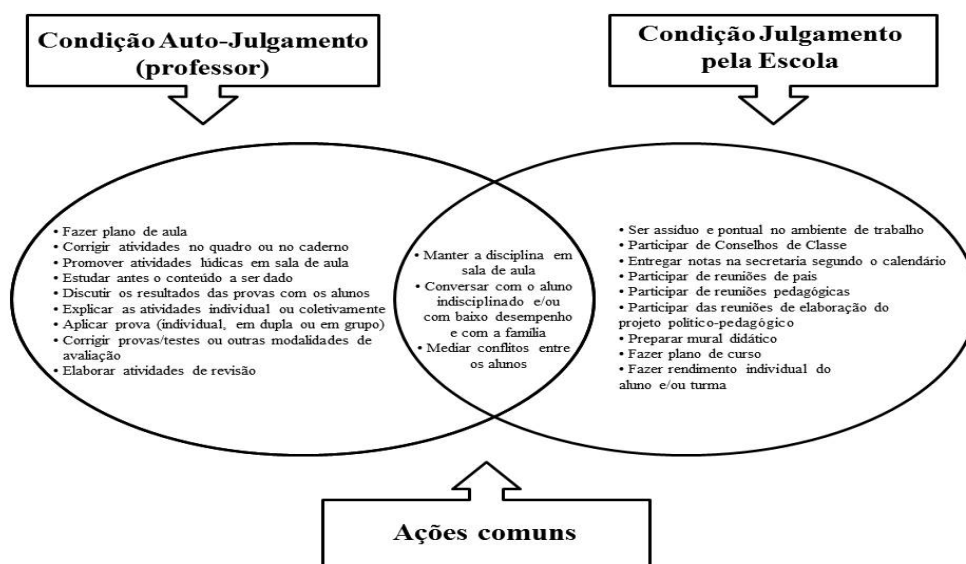 Condição Auto-Julgamento
(professor)
Condição Julgamento
pela Escola
• Fazer plano de aula
• Corrigir atividades no quadro ou no caderno
• Promover atividades lúdicas em sala de aula
• Estudar antes o conteúdo a ser dado
• Discutir os resultados das provas com os alunos
• Explicar as atividades individual ou coletivamente
• Aplicar prova (individual, em dupla ou em grupo)
• Corrigir provas/testes ou outras modalidades de
avaliação
• Elaborar atividades de revisão
• Manter a disciplina em
sala de aula
• Conversar com o aluno
indisciplinado e/ou
com baixo desempenho
e com a família
• Mediar conflitos entre
os alunos
• Ser assíduo e pontual no ambiente de trabalho
• Participar de Conselhos de Classe
• Entregar notas na secretaria segundo o calendário
• Participar de reuniões de pais
• Participar de reuniões pedagógicas
• Participar das reuniões de elaboração do
projeto político-pedagógico
• Preparar mural didático
• Fazer plano de curso
• Fazer rendimento individual do
aluno e/ou turma
Ações comuns